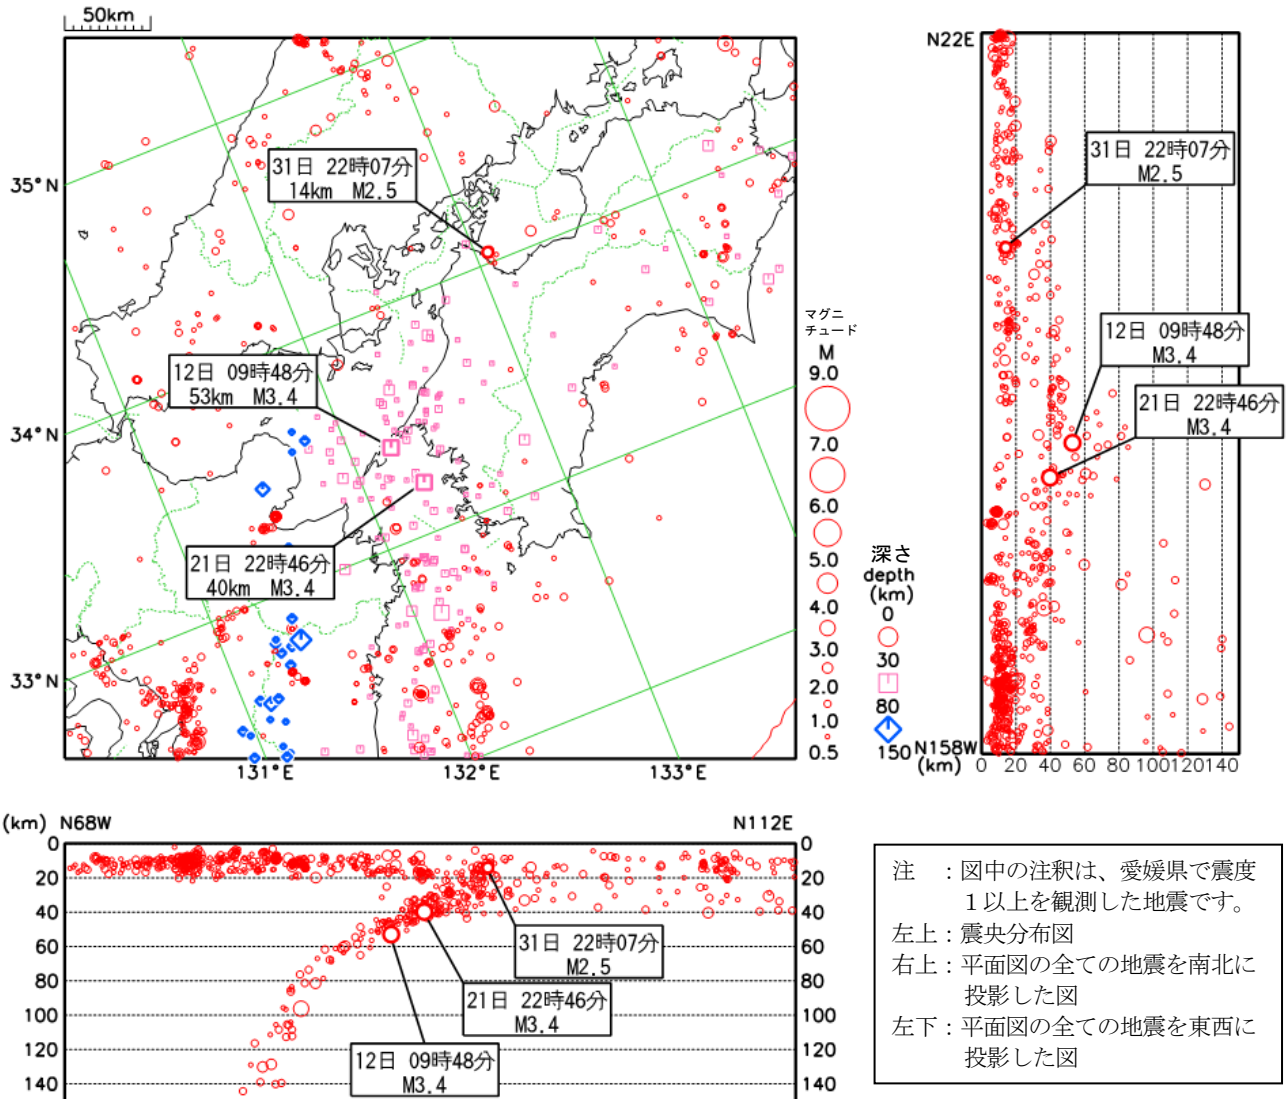 50km
35°N
34°N
33°N
131°E
132°E
133°E
31日 22時07分
14km M2.5
12日 09時48分
53km M3.4
21日 22時46分
40km M3.4
マグニ
チュード
M
9.0
7.0
6.0
5.0
4.0
3.0
2.0
1.0
0.5
深さ
depth
(km)
0
30
80
150
N22E
31日 22時07分
M2.5
12日 09時48分
M3.4
21日 22時46分
M3.4
N158W
(km)
0 20 40 60 80 100 120 140
(km) N68W N112E
0 0
20 20
40 40
60 60
80 80
100 100
120 120
140 140
31日 22時07分
M2.5
21日 22時46分
M3.4
12日 09時48分
M3.4
注 :図中の注釈は、愛媛県で震度
1以上を観測した地震です。
左上:震央分布図
右上:平面図の全ての地震を南北に
投影した図
左下:平面図の全ての地震を東西に
投影した図